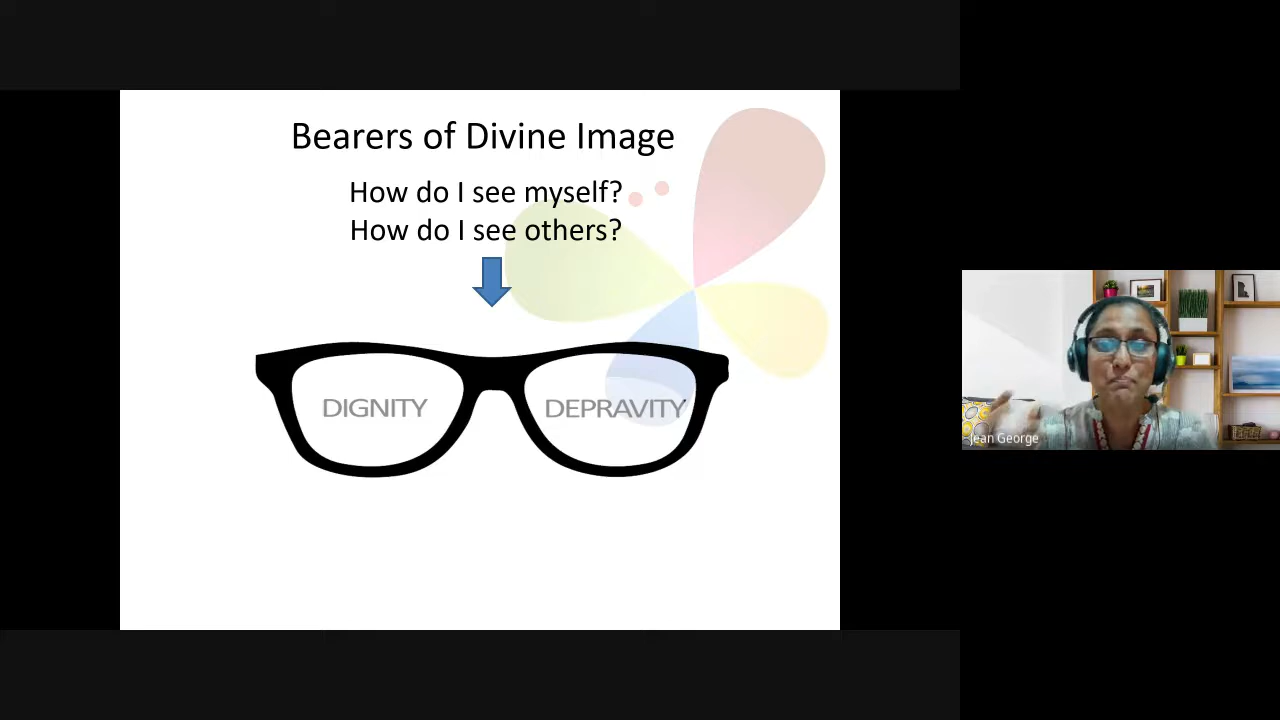 Bearers of Divine Image
How do I see myself?
How do I see others?
DIGNITY
DEPRAVITY
Jean George